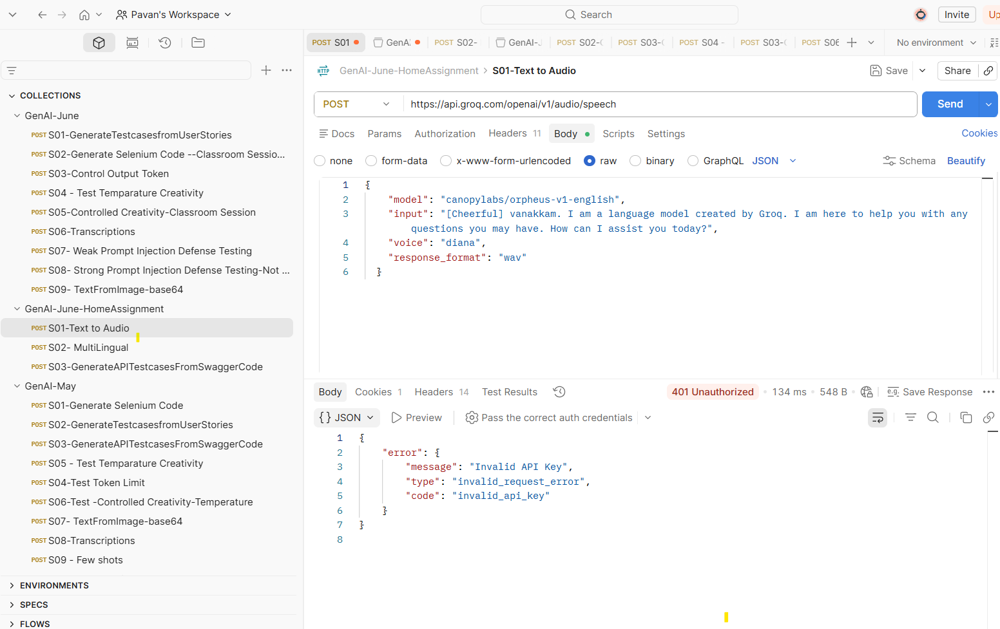 Pavan's Workspace
Search
Invite
Up
POST S01
GenA
POST S02-
GenAI-J
POST S02-
POST S03-
POST S04 -
POST S03-
POST S06
No environment
GenAI-June-HomeAssignment > S01-Text to Audio
Save
Share
COLLECTIONS
GenAI-June
POST S01-GenerateTestcasesfromUserStories
POST S02-Generate Selenium Code --Classroom Sessio...
POST S03-Control Output Token
POST S04 - Test Temparature Creativity
POST S05-Controlled Creativity-Classroom Session
POST S06-Transcriptions
POST S07- Weak Prompt Injection Defense Testing
POST S08- Strong Prompt Injection Defense Testing-Not ...
POST S09- TextFromImage-base64
GenAI-June-HomeAssignment
POST S01-Text to Audio
POST S02- MultiLingual
POST S03-GenerateAPITestcasesFromSwaggerCode
GenAI-May
POST S01-Generate Selenium Code
POST S02-GenerateTestcasesfromUserStories
POST S03-GenerateAPITestcasesFromSwaggerCode
POST S05 - Test Temparature Creativity
POST S04-Test Token Limit
POST S06-Test -Controlled Creativity-Temperature
POST S07- TextFromImage-base64
POST S08-Transcriptions
POST S09 - Few shots
ENVIRONMENTS
SPECS
FLOWS
HTTP
POST
https://api.groq.com/openai/v1/audio/speech
Send
Docs Params Authorization Headers 11 Body Scripts Settings
Cookies
none form-data x-www-form-urlencoded raw binary GraphQL JSON
Schema Beautify
1 {
2 "model": "canopylabs/orpheus-v1-english",
3 "input": "[Cheerful] vanakkam. I am a language model created by Groq. I am here to help you with any
questions you may have. How can I assist you today?",
4 "voice": "diana",
5 "response_format": "wav"
6 }
Body Cookies 1 Headers 14 Test Results
401 Unauthorized • 134 ms • 548 B
e.g. Save Response
{} JSON Preview Pass the correct auth credentials
1 {
2 "error": {
3 "message": "Invalid API Key",
4 "type": "invalid_request_error",
5 "code": "invalid_api_key"
6 }
7 }
8